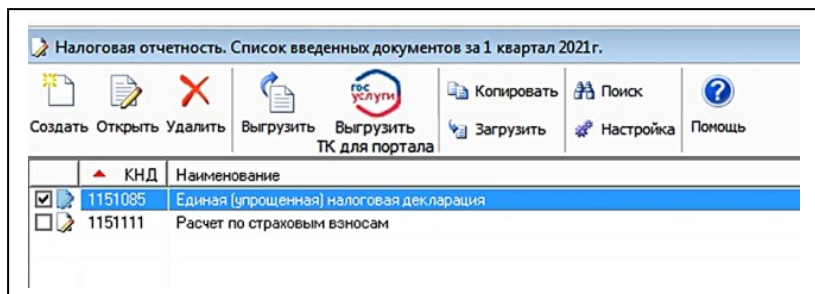 Налоговая отчетность. Список введенных документов за 1 квартал 2021г.
гос
услуги
Копировать Поиск
Создать Открыть Удалить Выгрузить Выгрузить Загрузить Настройка Помощь
ТК для портала
КНД Наименование
1151085 Единая (упрощенная) налоговая декларация
1151111 Расчет по страховым взносам